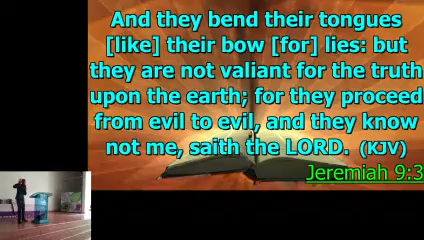 And they bend their tongues
[like] their bow [for] lies: but
they are not valiant for the truth
upon the earth; for they proceed
from evil to evil, and they know
not me, saith the LORD. (KJV)
Jeremiah 9:3